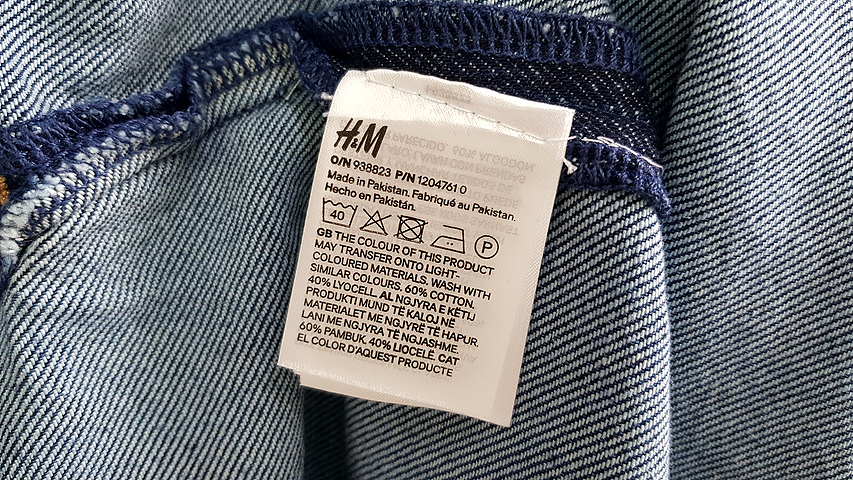 H&M
O/N 938823 P/N 1204761 0
Made in Pakistan. Fabriqué au Pakistan.
Hecho en Pakistán.
40 P
GB THE COLOUR OF THIS PRODUCT
MAY TRANSFER ONTO LIGHT-
COLOURED MATERIALS. WASH WITH
SIMILAR COLOURS. 60% COTTON.
40% LYOCELL. AL NGJYRA E KËTIJ
PRODUKTI MUND TË KALOJ NË
MATERIALET ME NGJYRË TË HAPUR.
LANI ME NGJYRA TË NGJASHME.
60% PAMBUK. 40% LIOCELË. CAT
EL COLOR D'AQUEST PRODUCTE